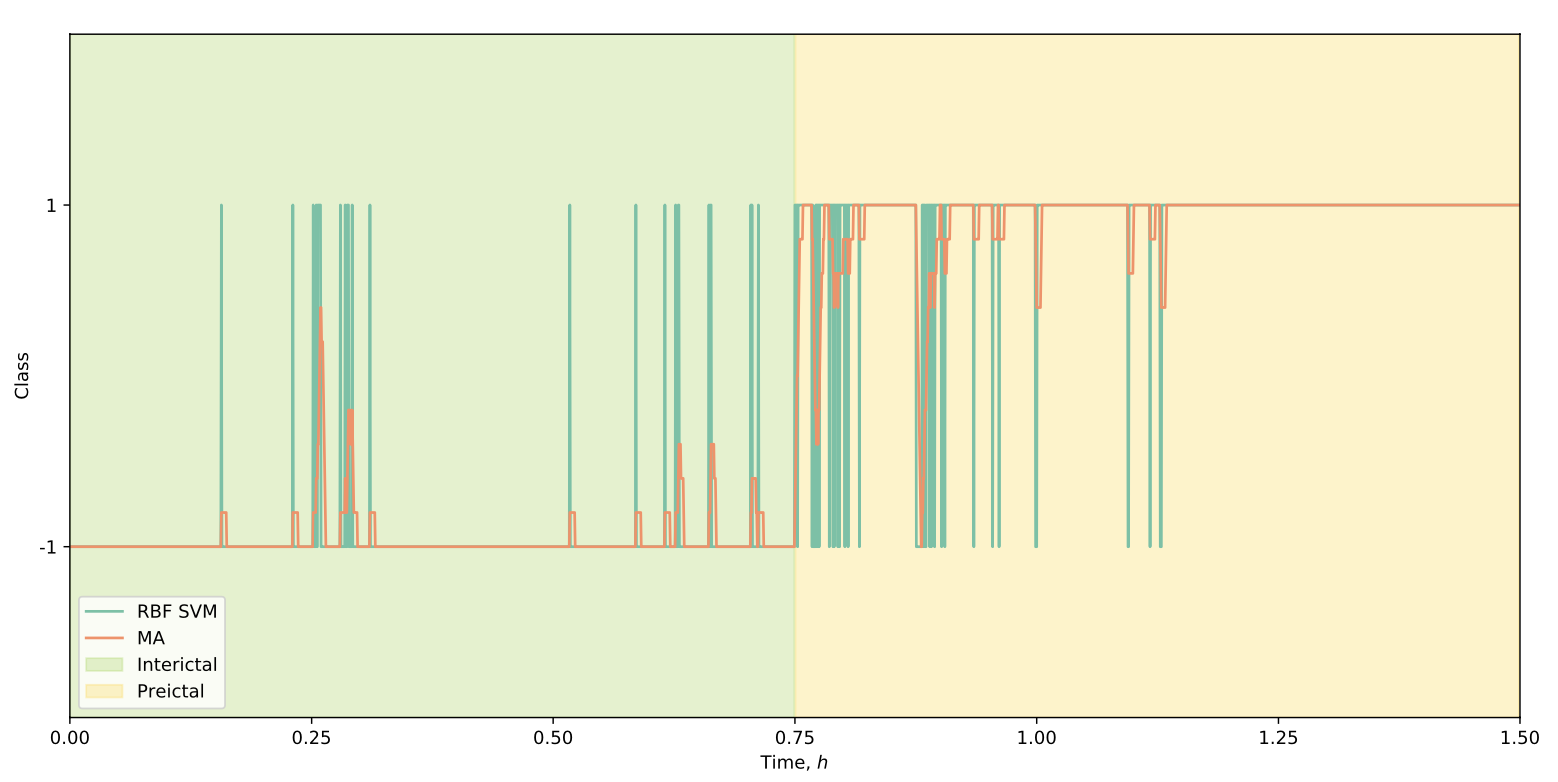 1
-1
Class
RBF SVM
MA
Interictal
Preictal
0.00 0.25 0.50 0.75 1.00 1.25 1.50
Time, h